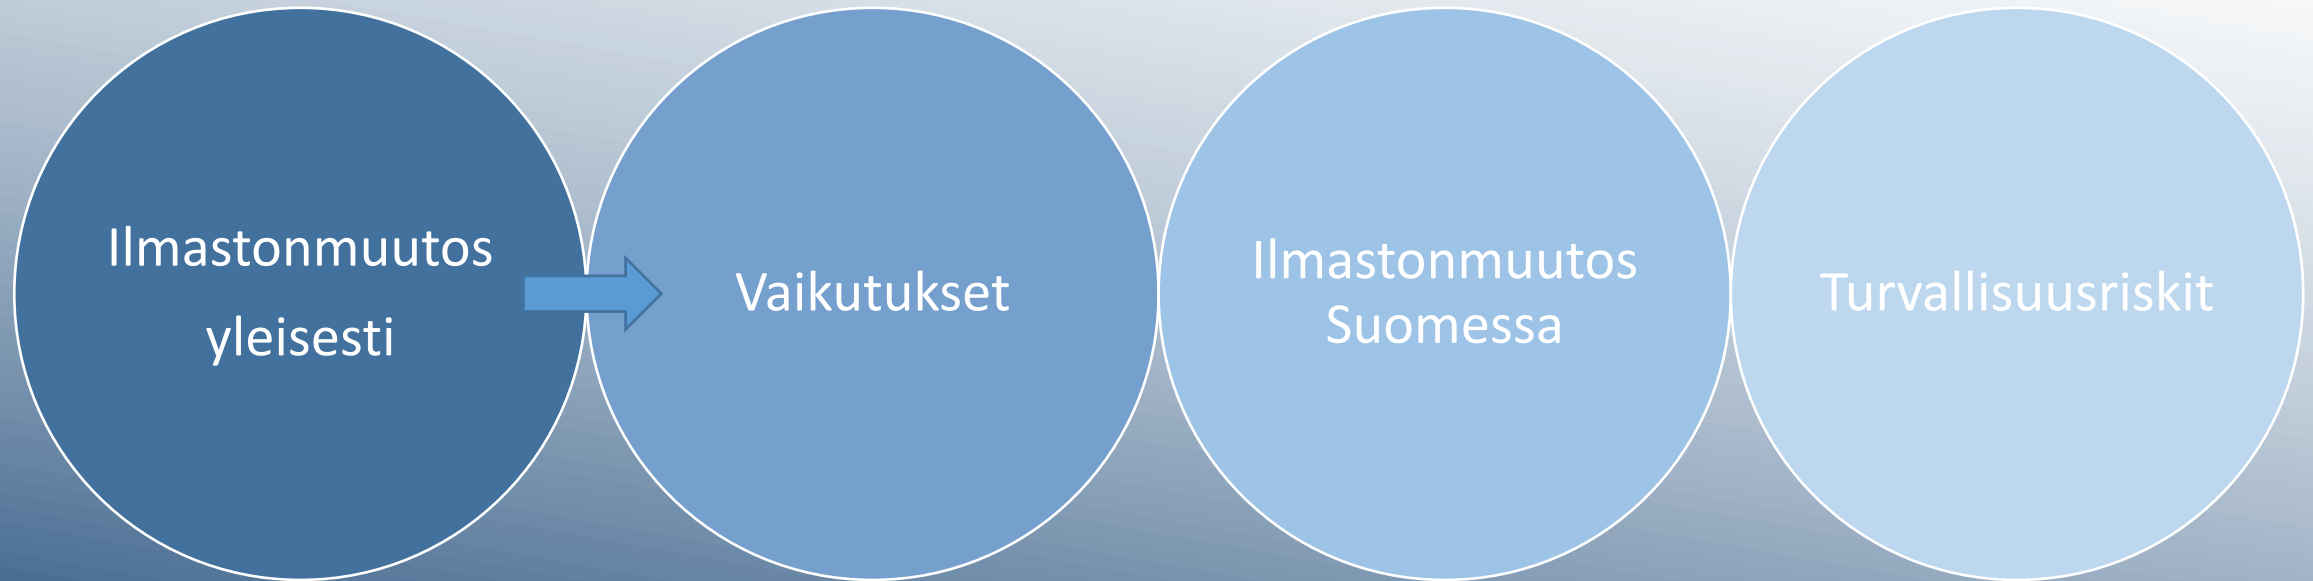 Ilmastonmuutos
yleisesti
Vaikutukset
Ilmastonmuutos
Suomessa
Turvallisuusriskit